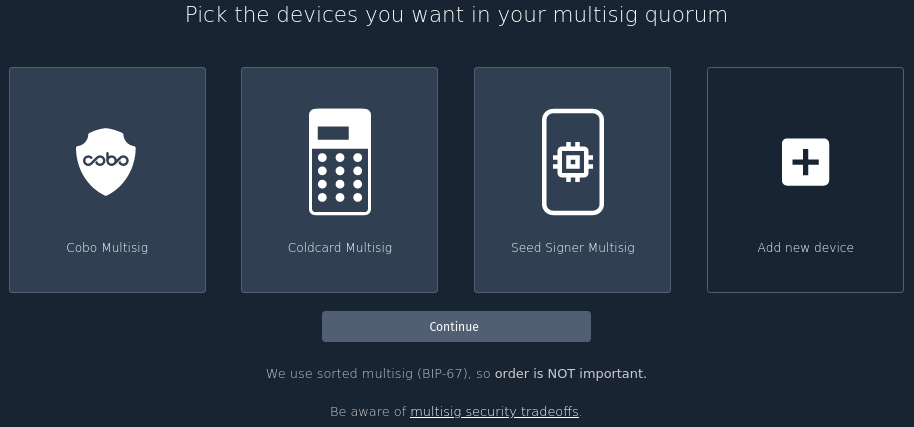 Pick the devices you want in your multisig quorum
cobo
Cobo Multisig
Coldcard Multisig
Seed Signer Multisig
Add new device
Continue
We use sorted multisig (BIP-67), so order is NOT important.
Be aware of multisig security tradeoffs.